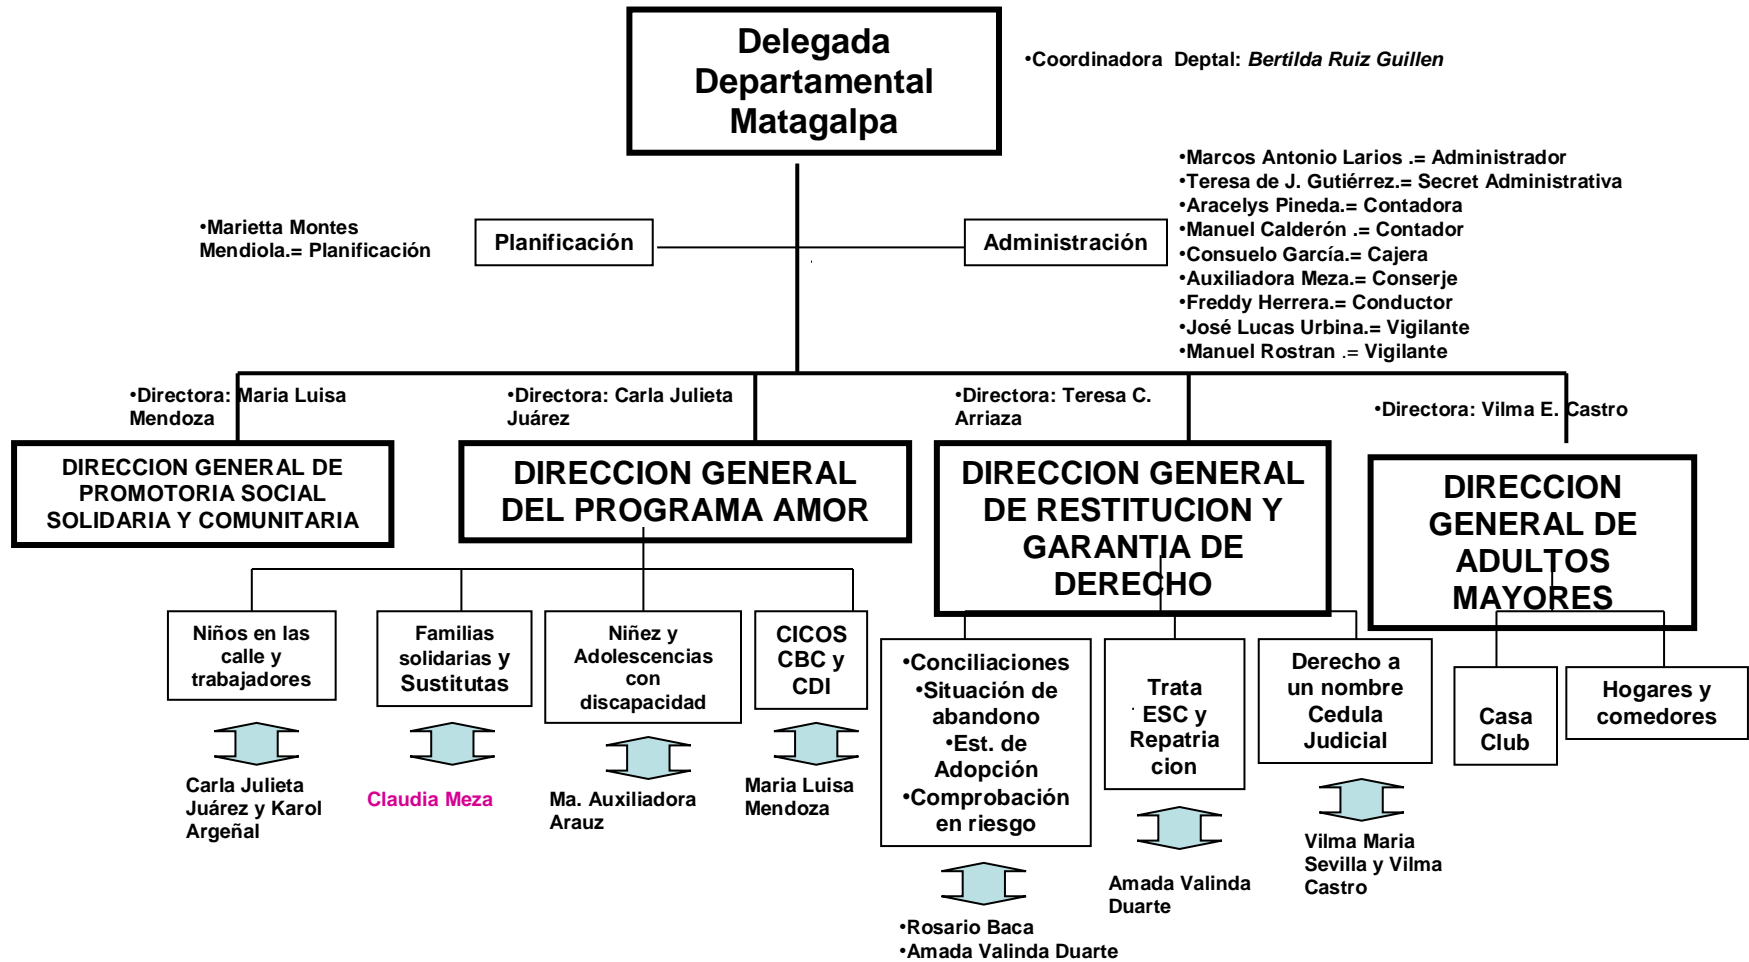 Delegada
Departamental
Matagalpa
•Coordinadora Deptal: Bertilda Ruiz Guillen
•Marcos Antonio Larios .= Administrador
•Teresa de J. Gutiérrez.= Secret Administrativa
•Aracelys Pineda.= Contadora
•Manuel Calderón .= Contador
•Consuelo García.= Cajera
•Auxiliadora Meza.= Conserje
•Freddy Herrera.= Conductor
•José Lucas Urbina.= Vigilante
•Manuel Rostran .= Vigilante
•Marietta Montes
Mendiola.= Planificación
Planificación
Administración
•Directora: Maria Luisa
Mendoza
•Directora: Carla Julieta
Juárez
•Directora: Teresa C.
Arriaza
•Directora: Vilma E. Castro
DIRECCION GENERAL DE
PROMOTORIA SOCIAL
SOLIDARIA Y COMUNITARIA
DIRECCION GENERAL
DEL PROGRAMA AMOR
DIRECCION GENERAL
DE RESTITUCION Y
GARANTIA DE
DERECHO
DIRECCION
GENERAL DE
ADULTOS
MAYORES
Niños en las
calle y
trabajadores
Familias
solidarias y
Sustitutas
Niñez y
Adolescencias
con
discapacidad
CICOS
CBC y
CDI
•Conciliaciones
•Situación de
abandono
•Est. de
Adopción
•Comprobación
en riesgo
Trata
ESC y
Repatria
cion
Derecho a
un nombre
Cedula
Judicial
Casa
Club
Hogares y
comedores
Carla Julieta
Juárez y Karol
Argeñal
Claudia Meza
Ma. Auxiliadora
Arauz
Maria Luisa
Mendoza
•Rosario Baca
•Amada Valinda Duarte
Amada Valinda
Duarte
Vilma Maria
Sevilla y Vilma
Castro